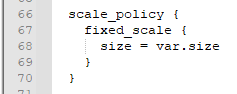 66 scale_policy {
67 fixed_scale {
68 size = var.size
69 }
70 }